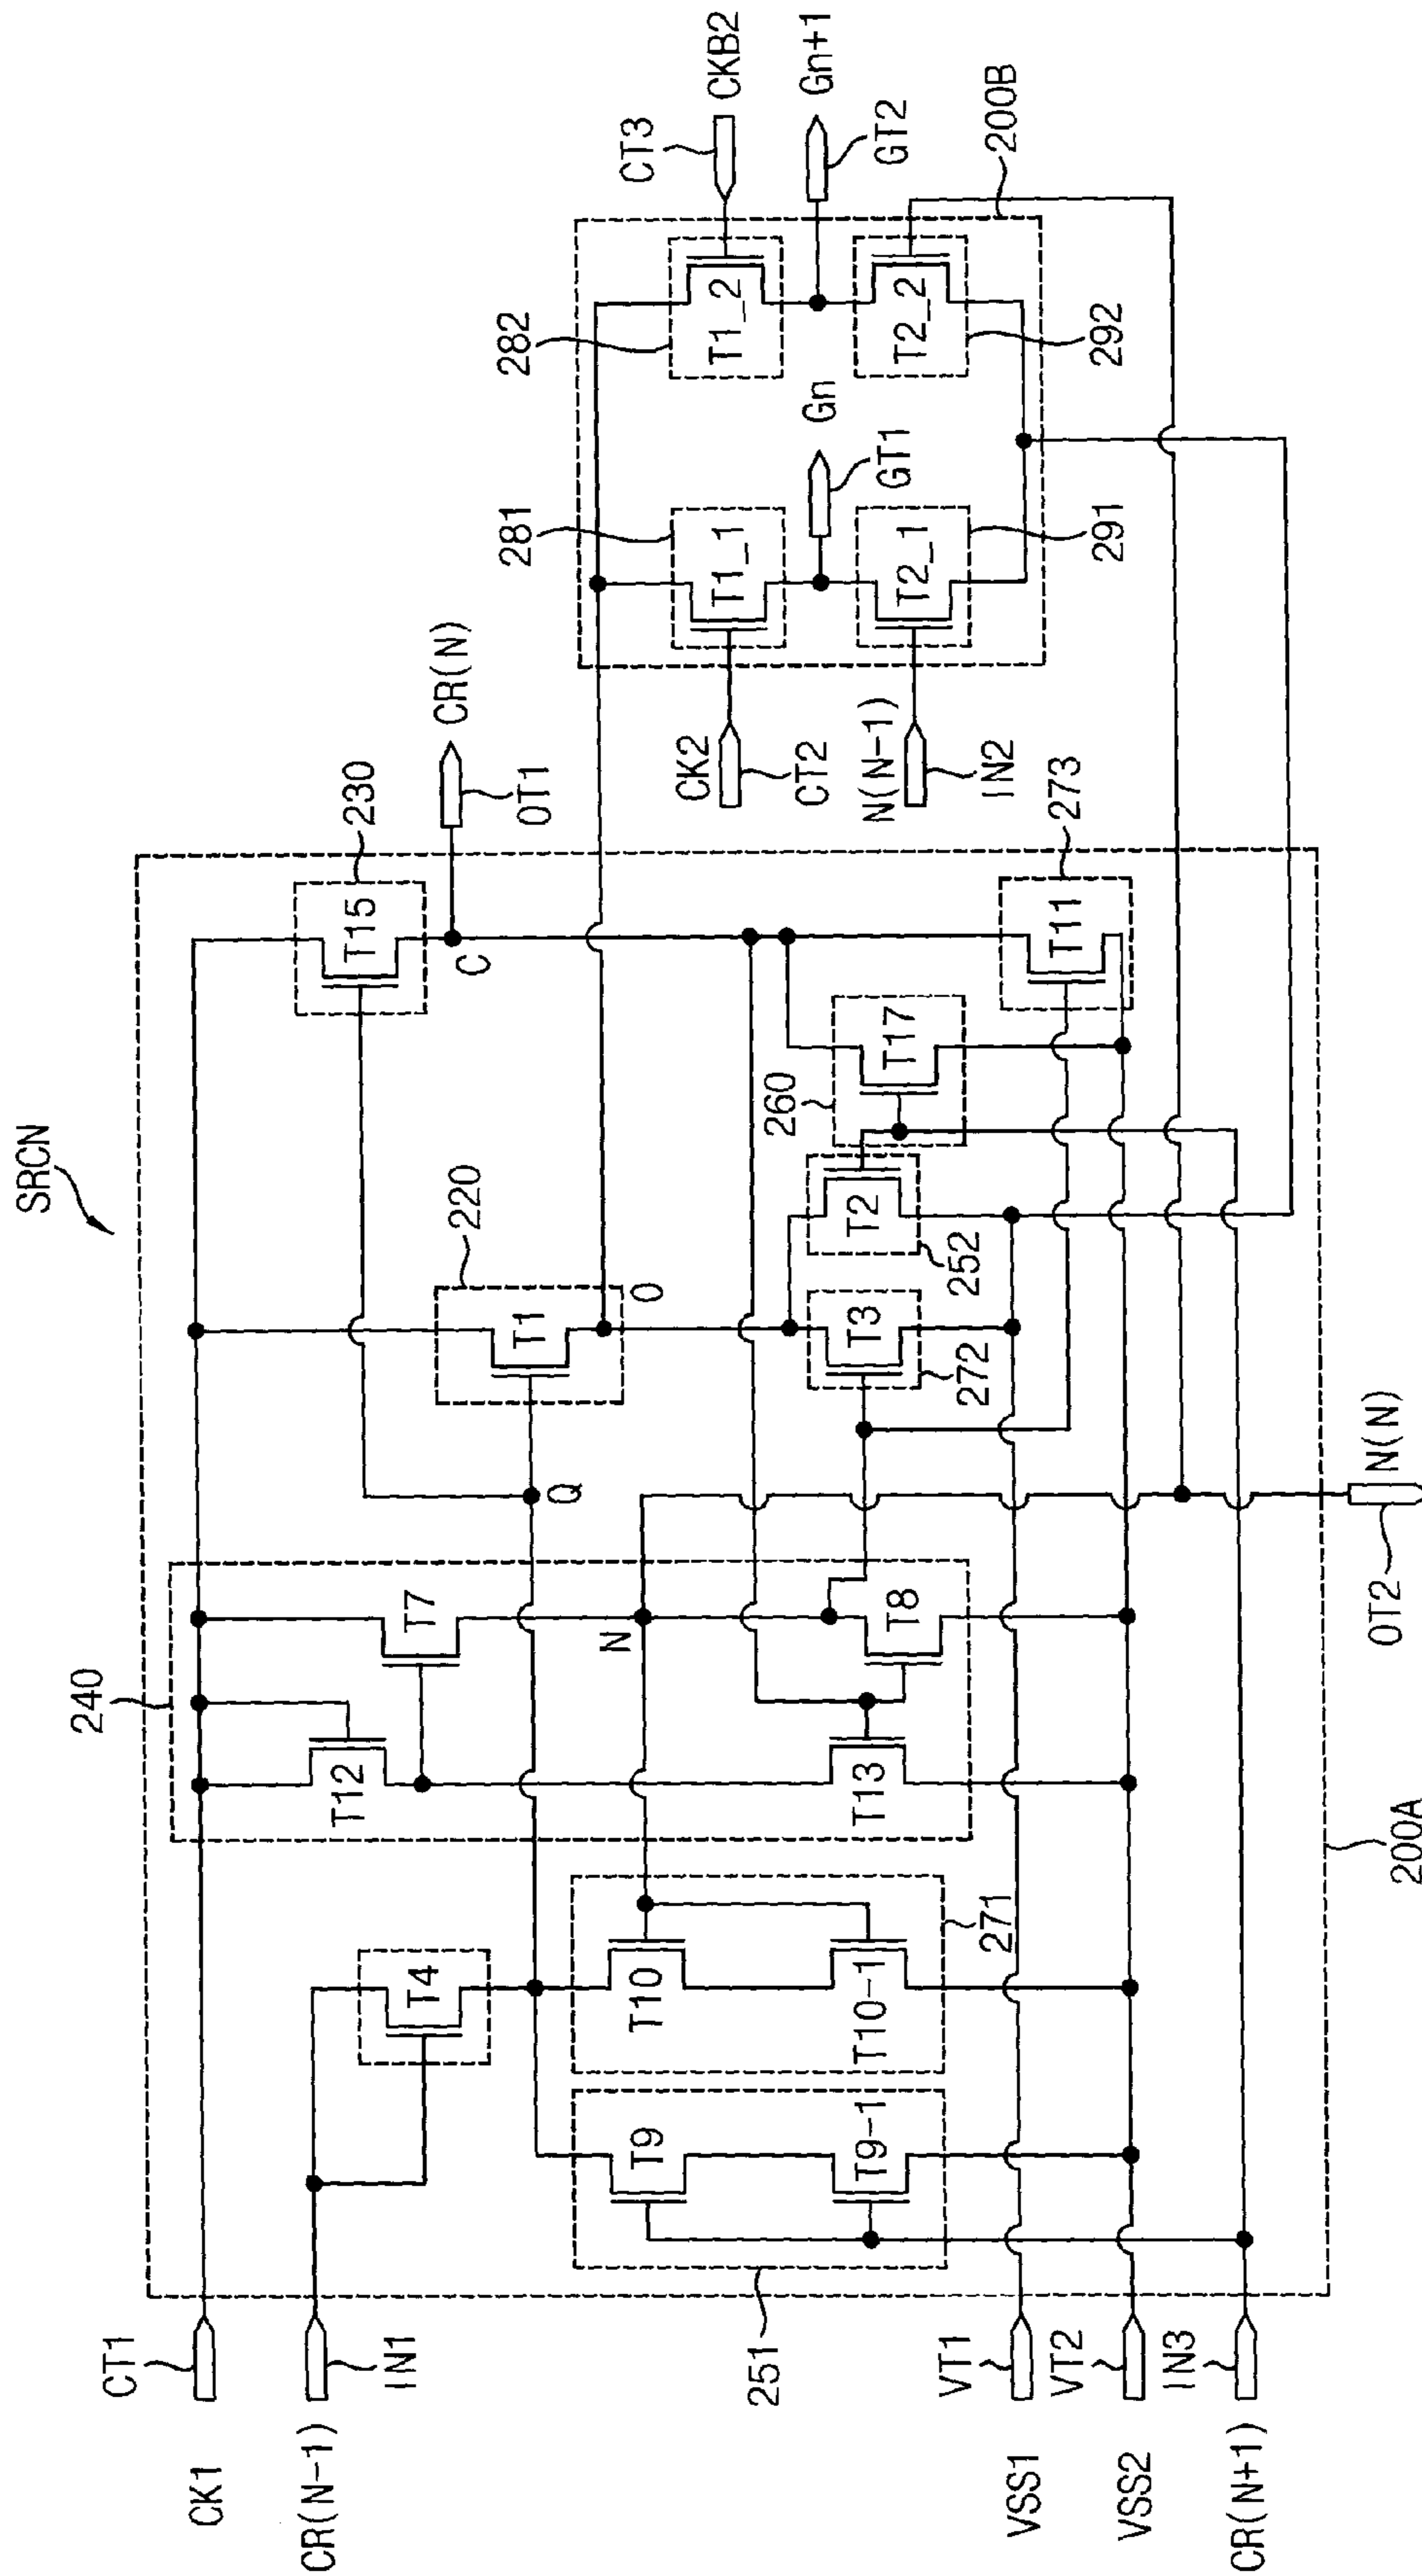 SRCN
CT1
CK1
CR(N-1)
IN1
251
VT1
VSS1
VT2
VSS2
IN3
CR(N+1)
240
T12
T7
T4
T9
T9-1
T10
T10-1
271
T13
T8
N
Q
220
T1
O
230
T15
C
CR(N)
OT1
T3
272
T2
252
260
T17
T11
273
N(N)
OT2
200A
CK2
CT2
N(N-1)
IN2
281
T1_1
Gn
GT1
T2_1
291
282
T1_2
CT3
CKB2
Gn+1
GT2
T2_2
292
200B